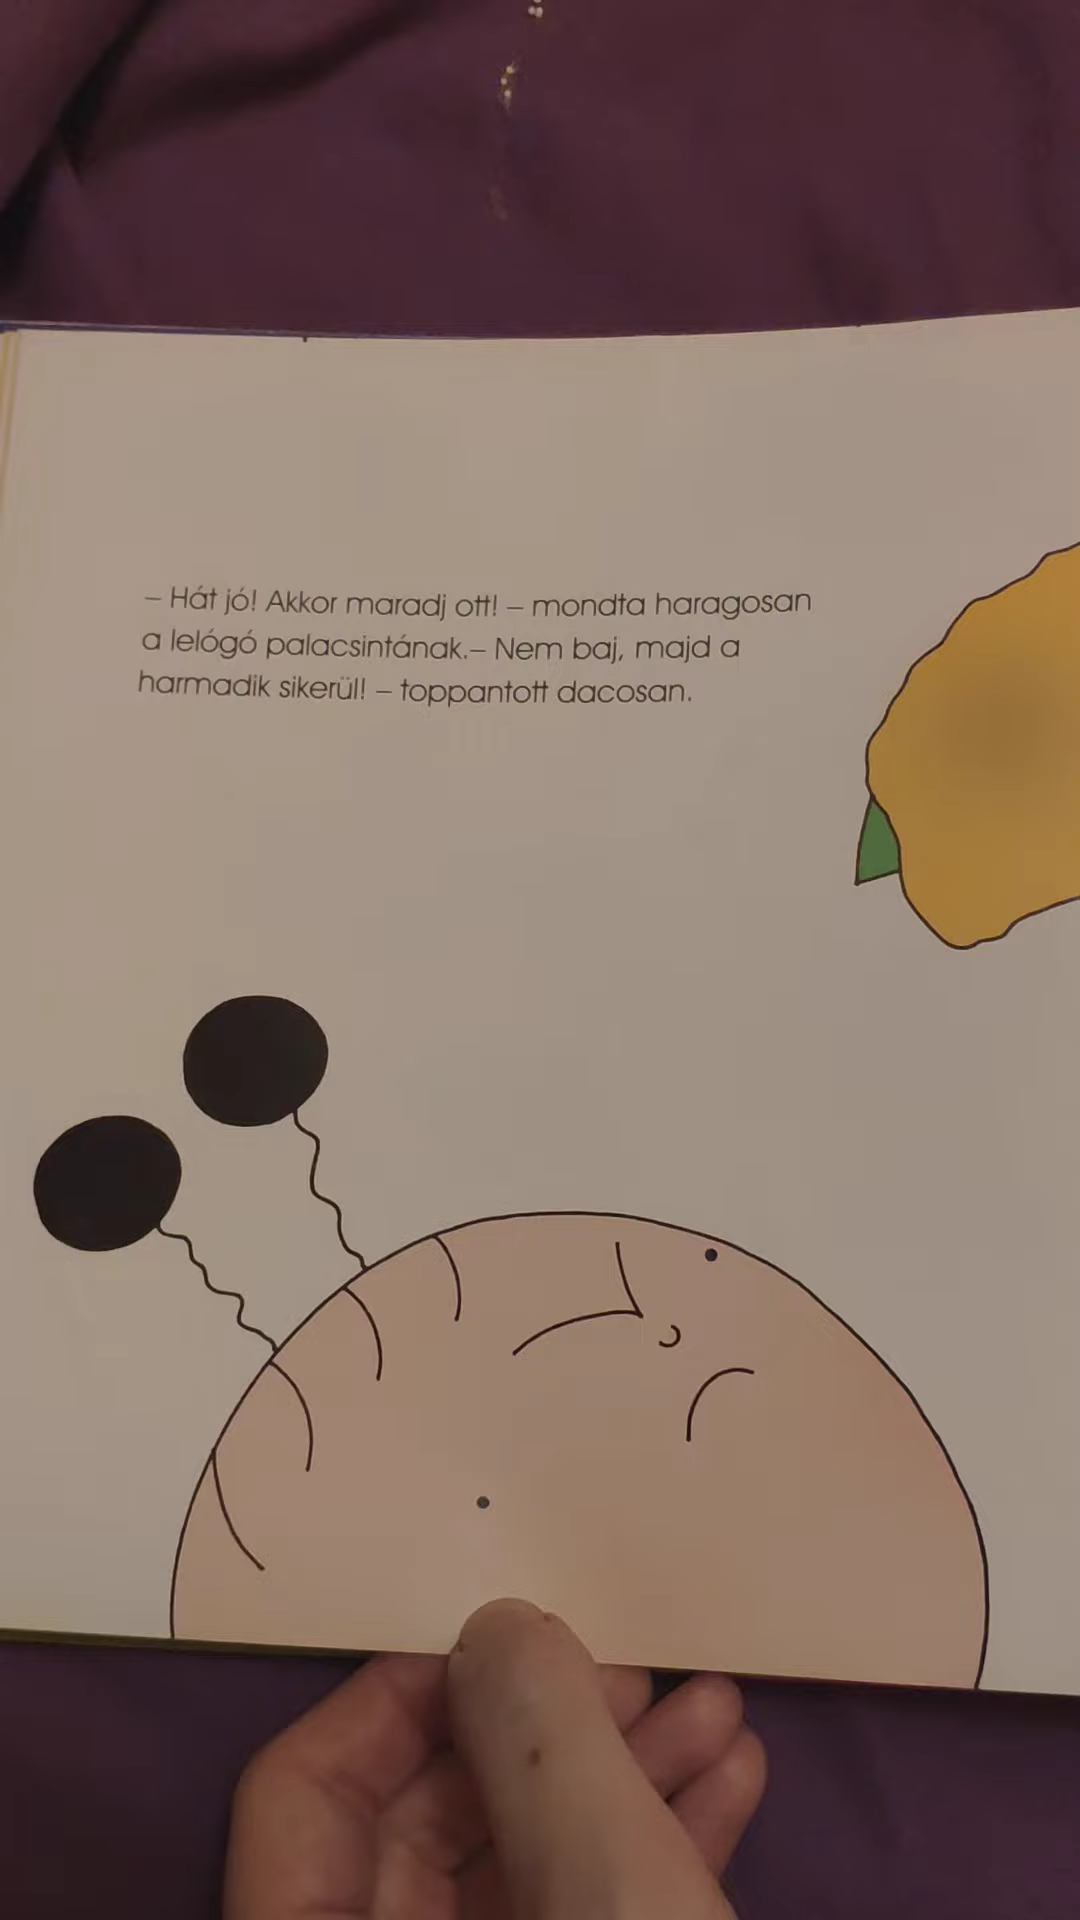 – Hát jó! Akkor maradj ott! – mondta haragosan
a lelógó palacsintának.– Nem baj, majd a
harmadik sikerül! – toppantott dacosan.